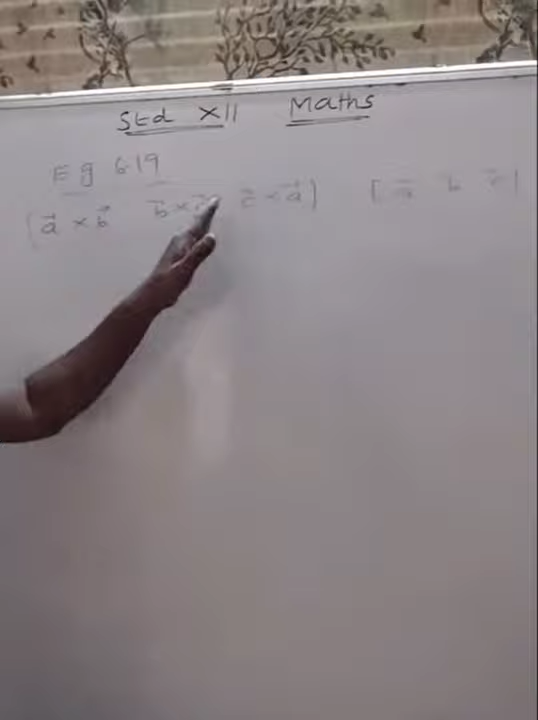 Std XII Maths
Eg 6.19
[a⃗ × b⃗ b⃗ × c⃗ × a⃗] [a⃗ b⃗ c⃗]